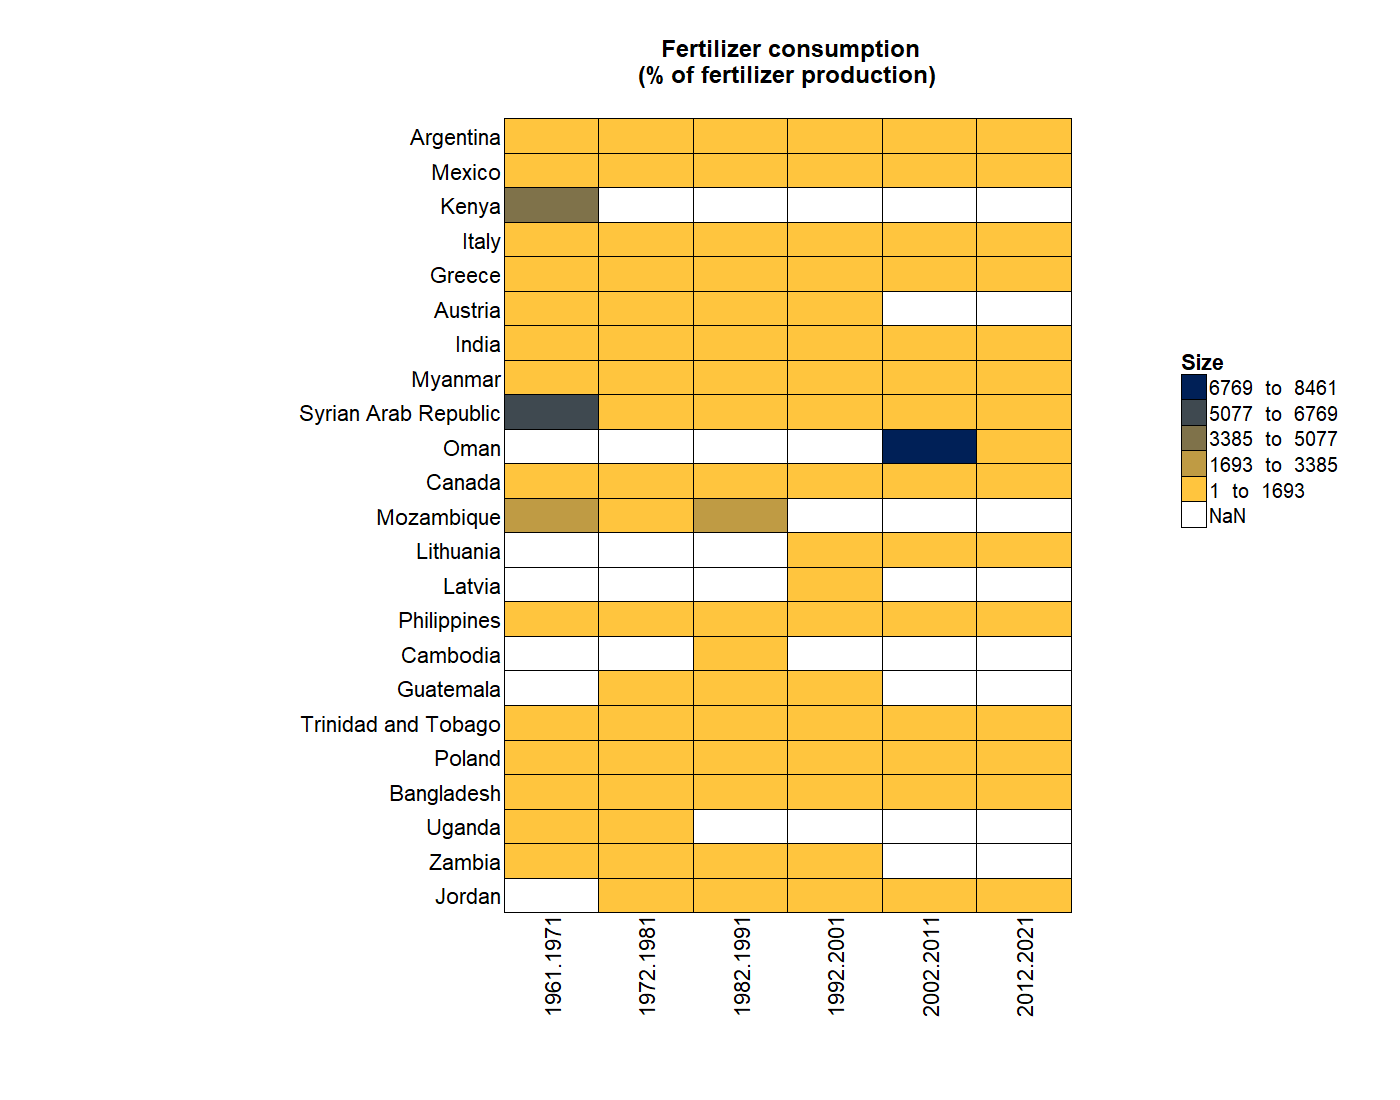 Fertilizer consumption
(% of fertilizer production)
Argentina
Mexico
Kenya
Italy
Greece
Austria
India
Myanmar
Syrian Arab Republic
Oman
Canada
Mozambique
Lithuania
Latvia
Philippines
Cambodia
Guatemala
Trinidad and Tobago
Poland
Bangladesh
Uganda
Zambia
Jordan
1961.1971
1972.1981
1982.1991
1992.2001
2002.2011
2012.2021
Size
6769 to 8461
5077 to 6769
3385 to 5077
1693 to 3385
1 to 1693
NaN